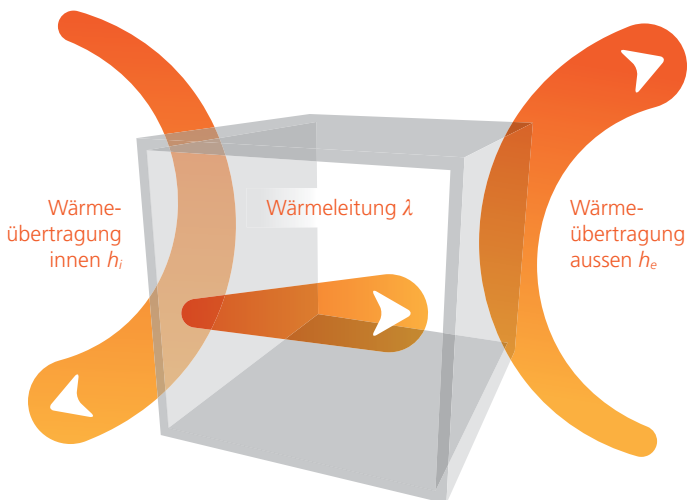 Wärme-
übertragung
innen hᵢ
Wärmeleitung λ
Wärme-
übertragung
aussen hₑ